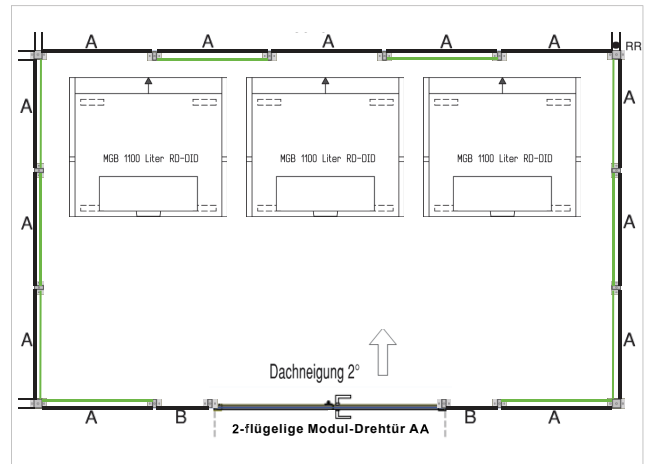 A A A A A
RR
A A
MGB 1100 Liter RD-DID MGB 1100 Liter RD-DID MGB 1100 Liter RD-DID
A A
A A
Dachneigung 2°
A B B A
2-flügelige Modul-Drehtür AA